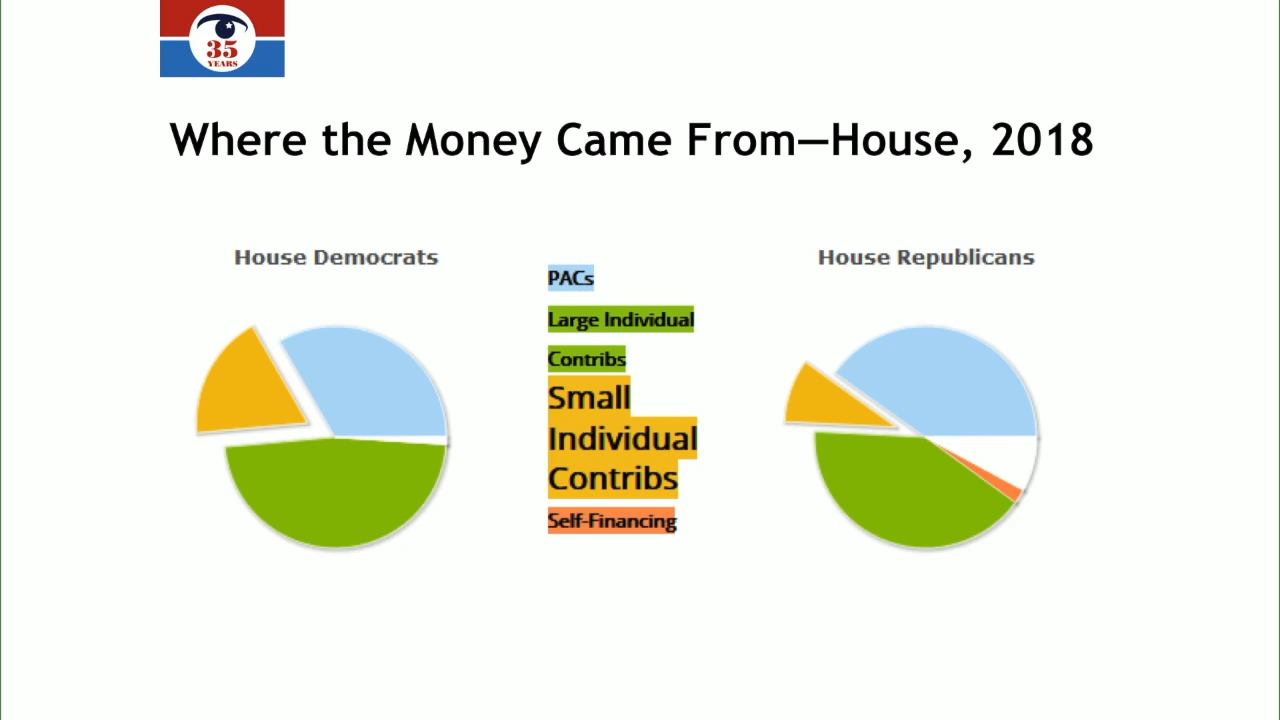 35
YEARS
Where the Money Came From—House, 2018
House Democrats
PACs
Large Individual
Contribs
Small
Individual
Contribs
Self-Financing
House Republicans